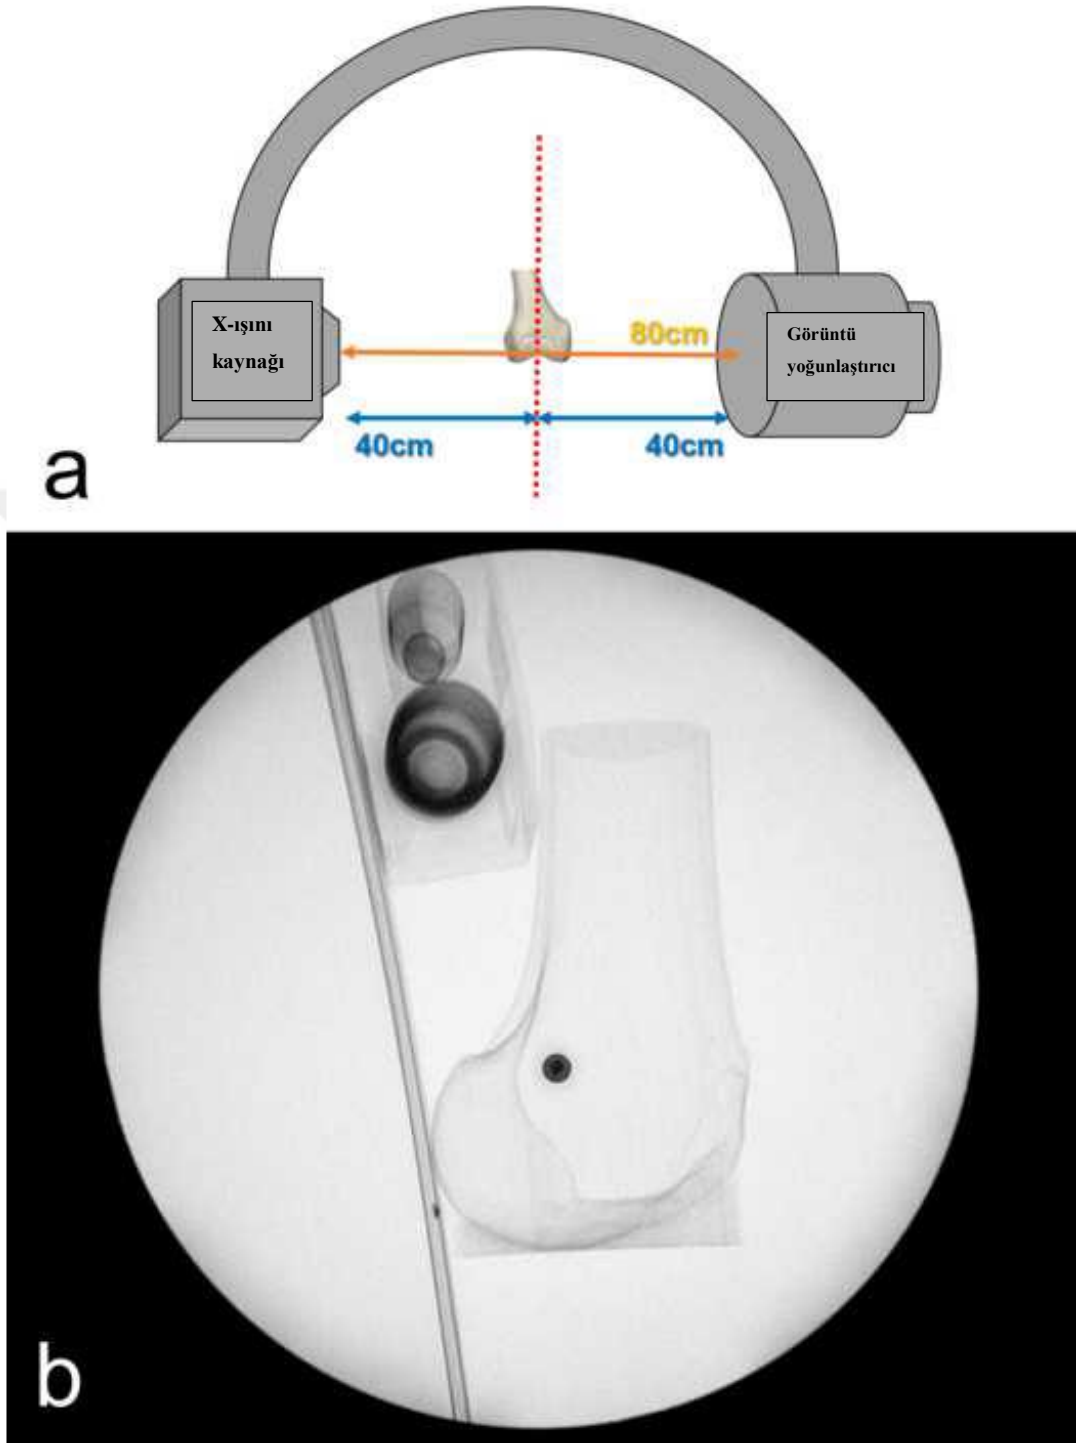 X-ışını
kaynağı
80cm
Görüntü
yoğunlaştırıcı
40cm
40cm
a
b